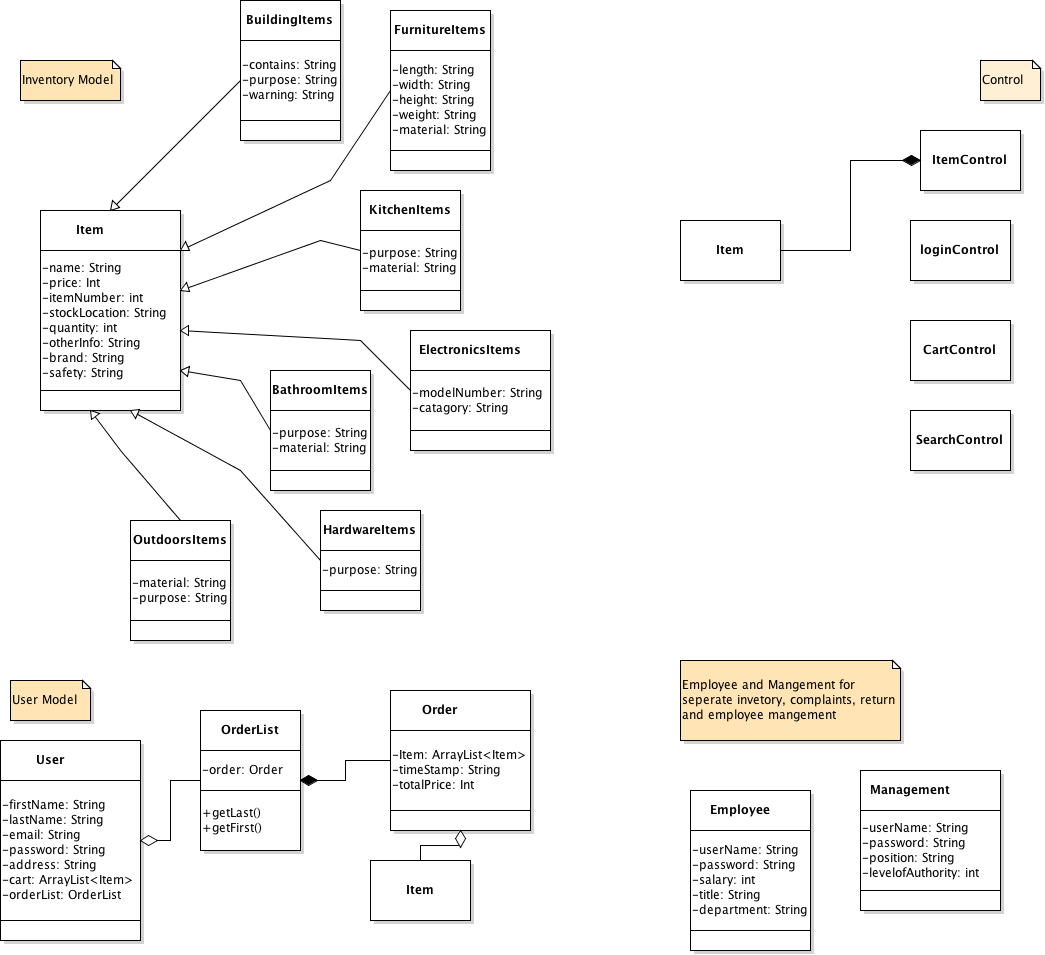 Inventory Model
BuildingItems
-contains: String
-purpose: String
-warning: String
FurnitureItems
-length: String
-width: String
-height: String
-weight: String
-material: String
Item
-name: String
-price: Int
-itemNumber: int
-stockLocation: String
-quantity: int
-otherInfo: String
-brand: String
-safety: String
KitchenItems
-purpose: String
-material: String
ElectronicsItems
-modelNumber: String
-catagory: String
BathroomItems
-purpose: String
-material: String
HardwareItems
-purpose: String
OutdoorsItems
-material: String
-purpose: String
Control
ItemControl
Item
loginControl
CartControl
SearchControl
User Model
User
-firstName: String
-lastName: String
-email: String
-password: String
-address: String
-cart: ArrayList<Item>
-orderList: OrderList
OrderList
-order: Order
+getLast()
+getFirst()
Order
-Item: ArrayList<Item>
-timeStamp: String
-totalPrice: Int
Item
Employee and Mangement for
seperate invetory, complaints, return
and employee mangement
Employee
-userName: String
-password: String
-salary: int
-title: String
-department: String
Management
-userName: String
-password: String
-position: String
-levelofAuthority: int